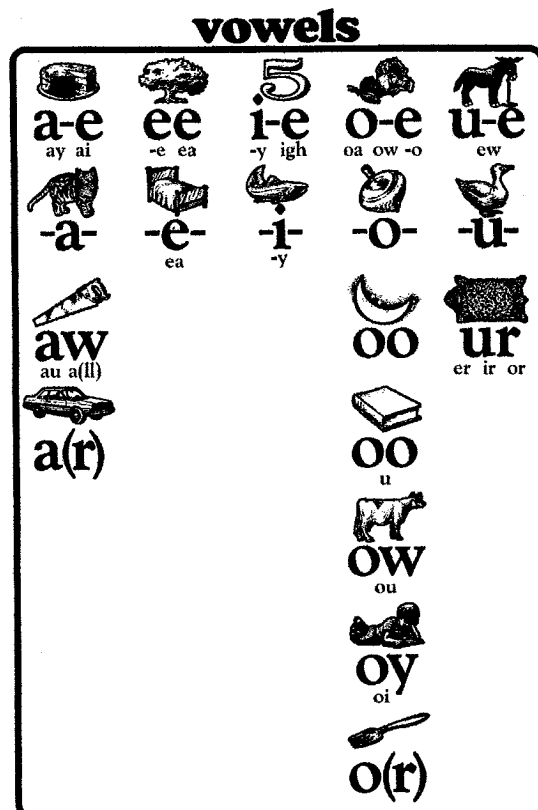 vowels
5
a-e ee i-e o-e u-e
ay ai -e ea -y igh oa ow -o ew
-a- -e- -i- -o- -u-
ea -y
aw oo ur
au a(ll) er ir or
a(r) oo
u
ow
ou
oy
oi
o(r)